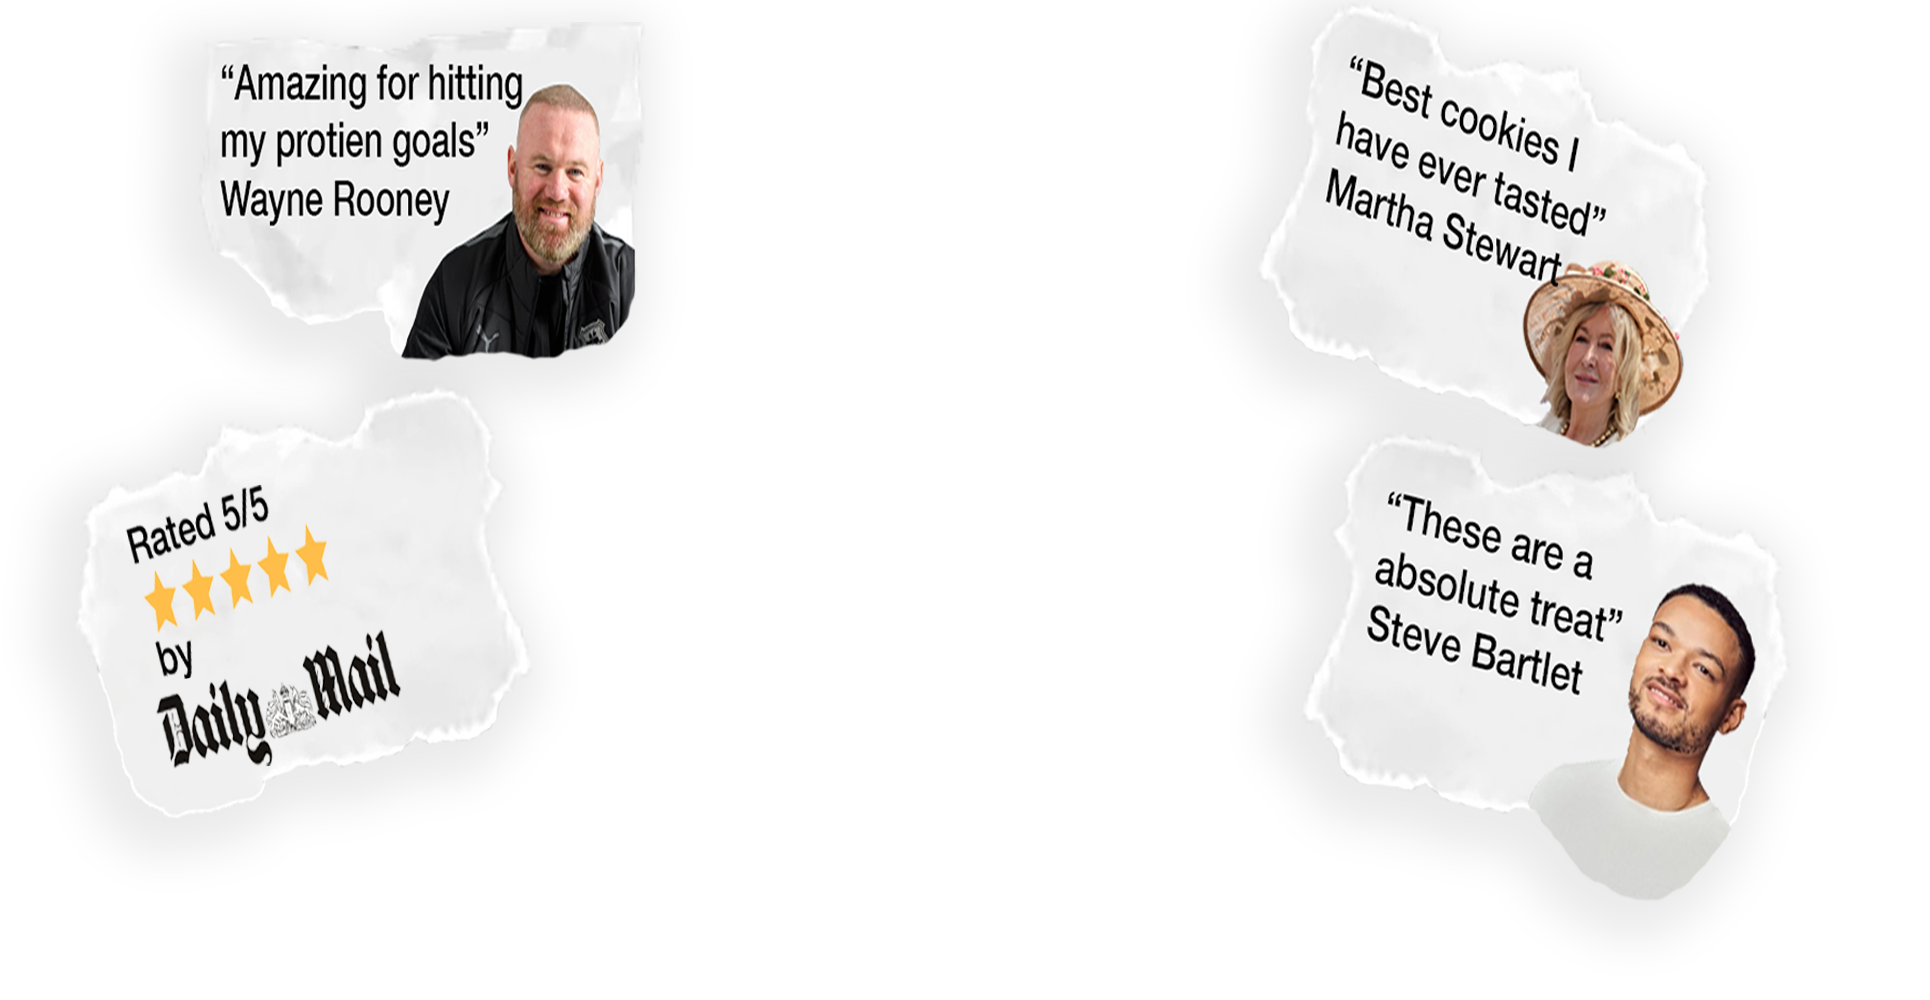 “Amazing for hitting
my protien goals”
Wayne Rooney
“Best cookies I
have ever tasted”
Martha Stewart
Rated 5/5
by
Daily Mail
“These are a
absolute treat”
Steve Bartlet